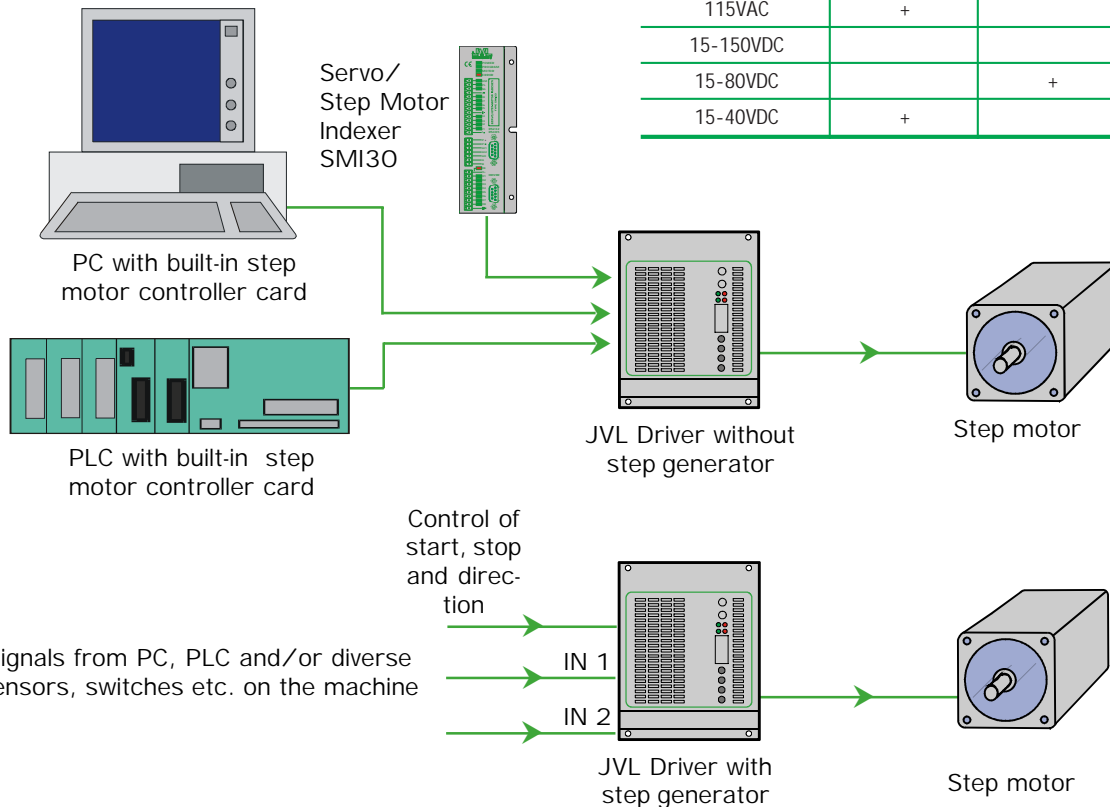 115VAC +
15-150VDC
15-80VDC +
15-40VDC +
Servo/
Step Motor
Indexer
SMI30
PC with built-in step
motor controller card
PLC with built-in step
motor controller card
JVL Driver without
step generator
Step motor
Control of
start, stop
and direc-
tion
ignals from PC, PLC and/or diverse
ensors, switches etc. on the machine
IN 1
IN 2
JVL Driver with
step generator
Step motor